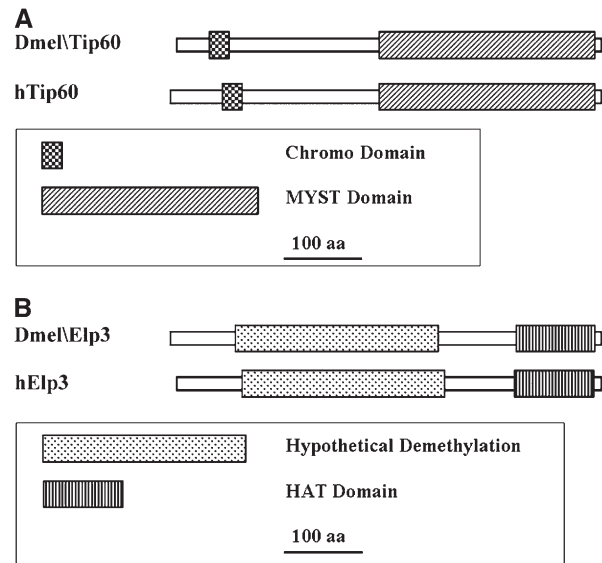 A
Dmel\Tip60
hTip60
Chromo Domain
MYST Domain
100 aa
B
Dmel\Elp3
hElp3
Hypothetical Demethylation
HAT Domain
100 aa